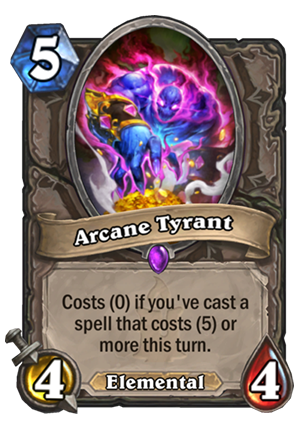 5
Arcane Tyrant
Costs (0) if you've cast a
spell that costs (5) or
more this turn.
4
Elemental
4